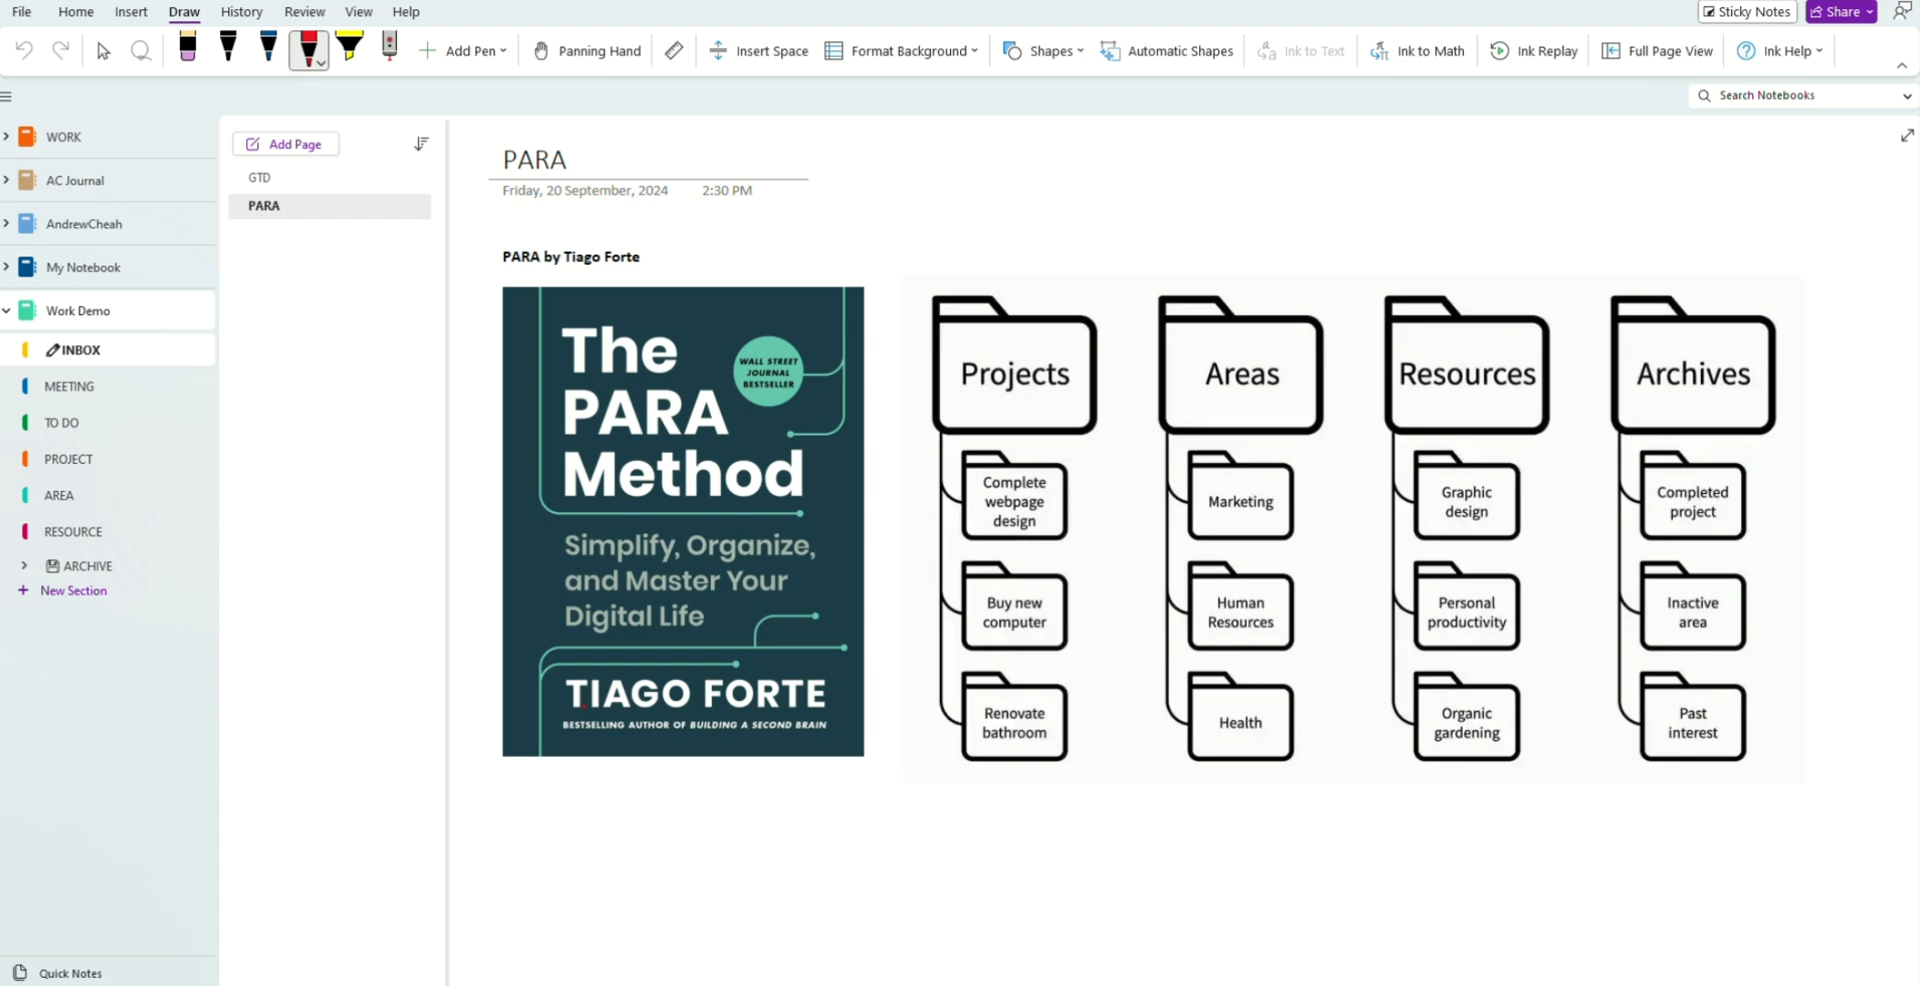 File Home Insert Draw History Review View Help
Sticky Notes Share
Add Pen Panning Hand Insert Space Format Background Shapes Automatic Shapes Ink to Text Ink to Math Ink Replay Full Page View Ink Help
Search Notebooks
WORK
AC Journal
AndrewCheah
My Notebook
Work Demo
INBOX
MEETING
TO DO
PROJECT
AREA
RESOURCE
ARCHIVE
New Section
Quick Notes
Add Page
GTD
PARA
PARA
Friday, 20 September, 2024 2:30 PM
PARA by Tiago Forte
The
PARA
Method
WALL STREET
JOURNAL
BESTSELLER
Simplify, Organize,
and Master Your
Digital Life
TIAGO FORTE
BESTSELLING AUTHOR OF BUILDING A SECOND BRAIN
Projects
Complete
webpage
design
Buy new
computer
Renovate
bathroom
Areas
Marketing
Human
Resources
Health
Resources
Graphic
design
Personal
productivity
Organic
gardening
Archives
Completed
project
Inactive
area
Past
interest